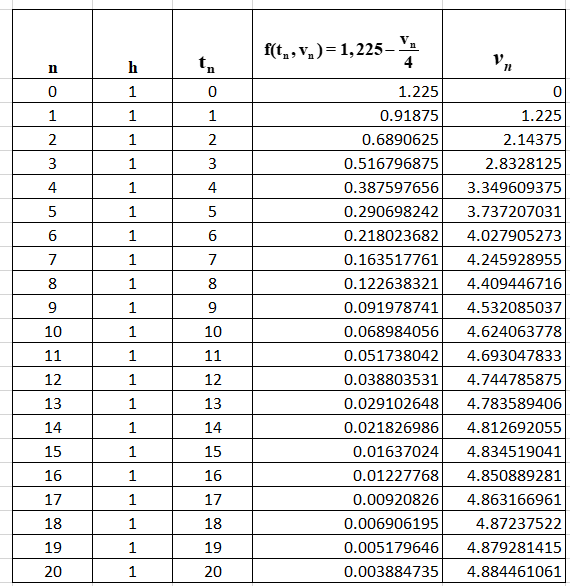 n h tn f(tn, vn) = 1,225 – vn/4 vn
0 1 0 1.225 0
1 1 1 0.91875 1.225
2 1 2 0.6890625 2.14375
3 1 3 0.516796875 2.8328125
4 1 4 0.387597656 3.349609375
5 1 5 0.290698242 3.737207031
6 1 6 0.218023682 4.027905273
7 1 7 0.163517761 4.245928955
8 1 8 0.122638321 4.409446716
9 1 9 0.091978741 4.532085037
10 1 10 0.068984056 4.624063778
11 1 11 0.051738042 4.693047833
12 1 12 0.038803531 4.744785875
13 1 13 0.029102648 4.783589406
14 1 14 0.021826986 4.812692055
15 1 15 0.01637024 4.834519041
16 1 16 0.01227768 4.850889281
17 1 17 0.00920826 4.863166961
18 1 18 0.006906195 4.87237522
19 1 19 0.005179646 4.879281415
20 1 20 0.003884735 4.884461061